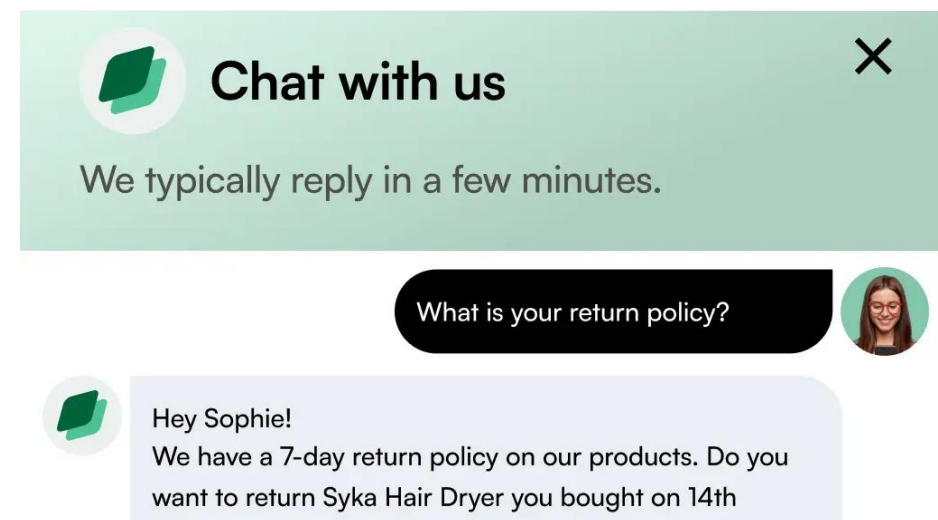 Chat with us
We typically reply in a few minutes.
What is your return policy?
Hey Sophie!
We have a 7-day return policy on our products. Do you
want to return Syka Hair Dryer you bought on 14th